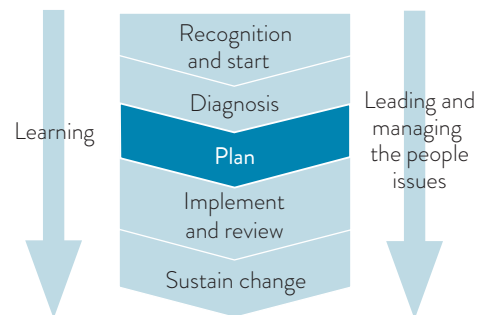 Recognition
and start
Diagnosis
Plan
Implement
and review
Sustain change
Learning
Leading and
managing
the people
issues